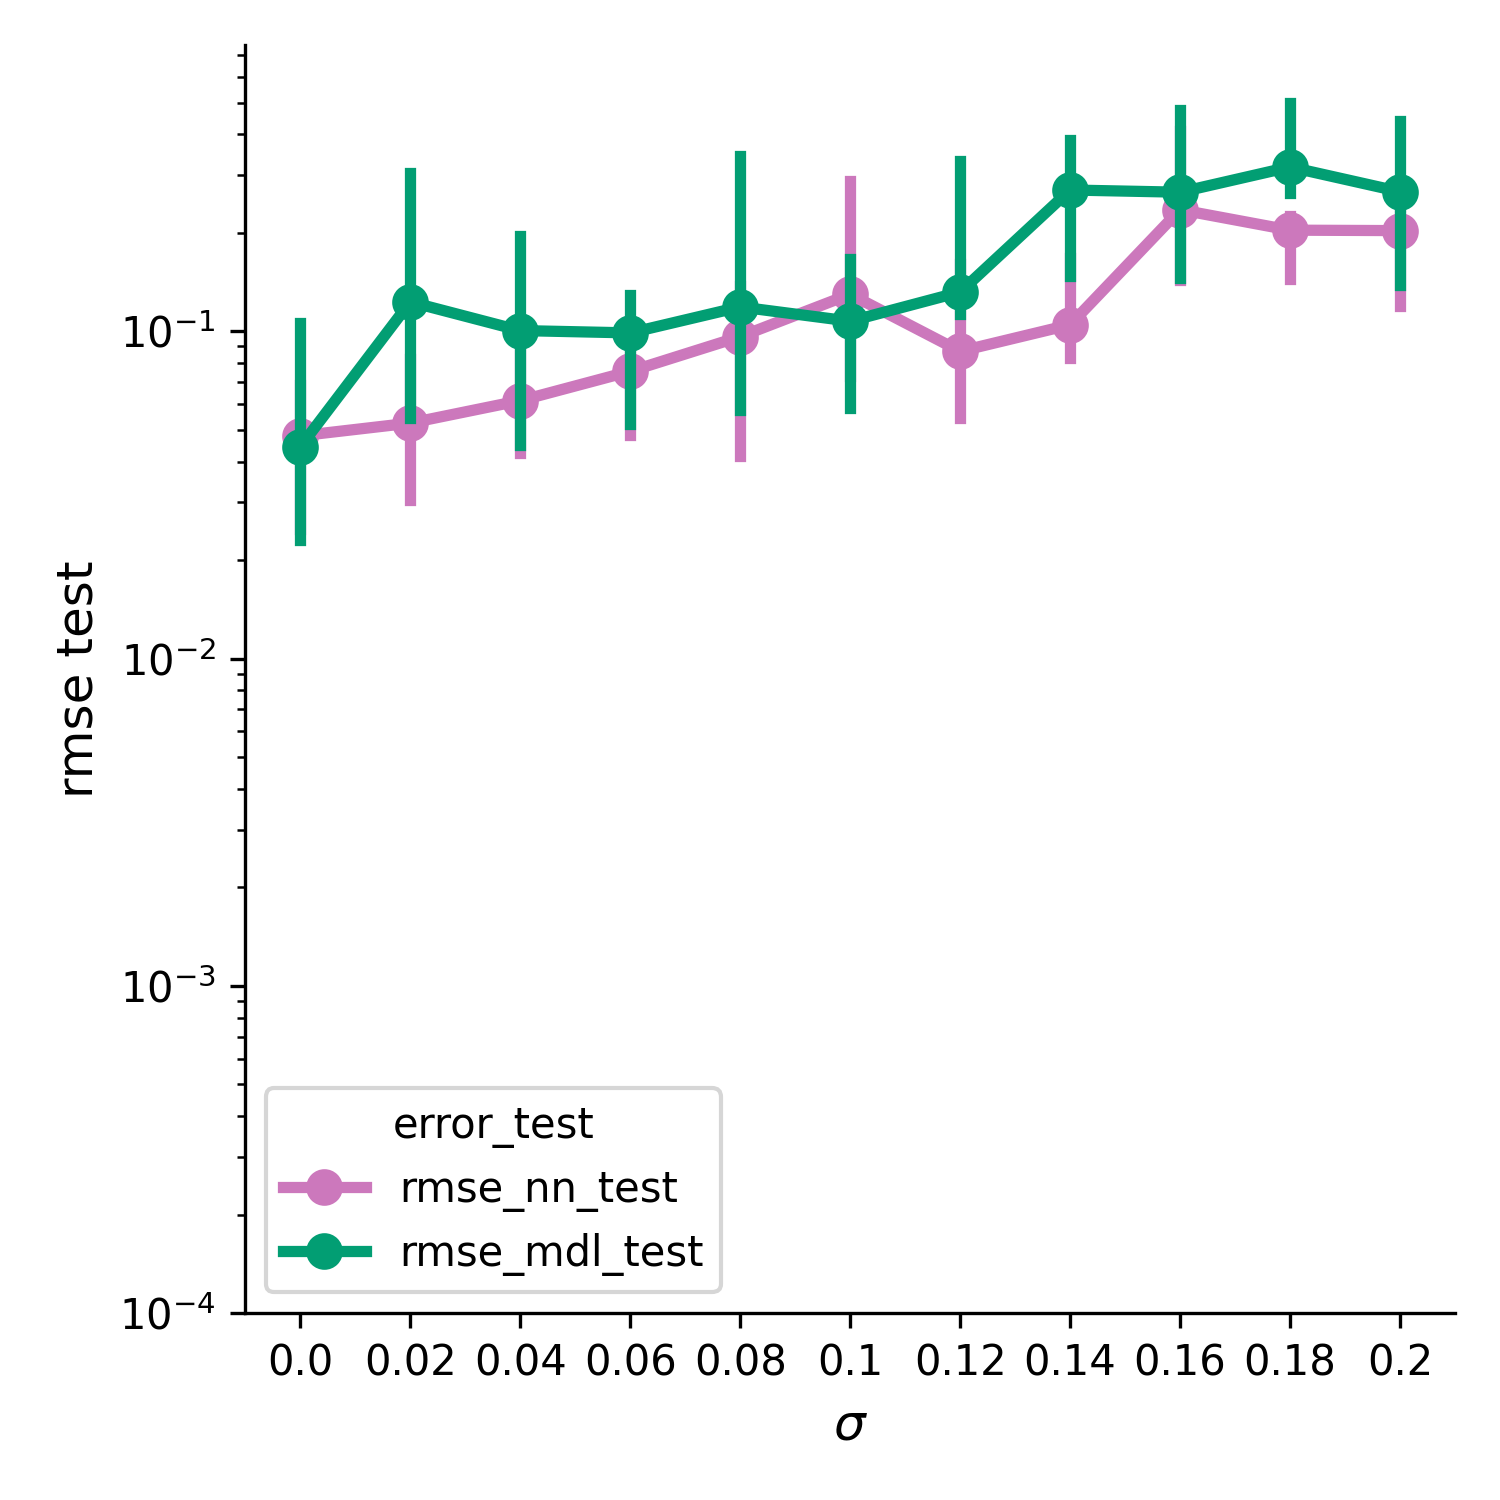 rmse test
10⁻¹
10⁻²
10⁻³
10⁻⁴
error_test
rmse_nn_test
rmse_mdl_test
0.0 0.02 0.04 0.06 0.08 0.1 0.12 0.14 0.16 0.18 0.2
σ